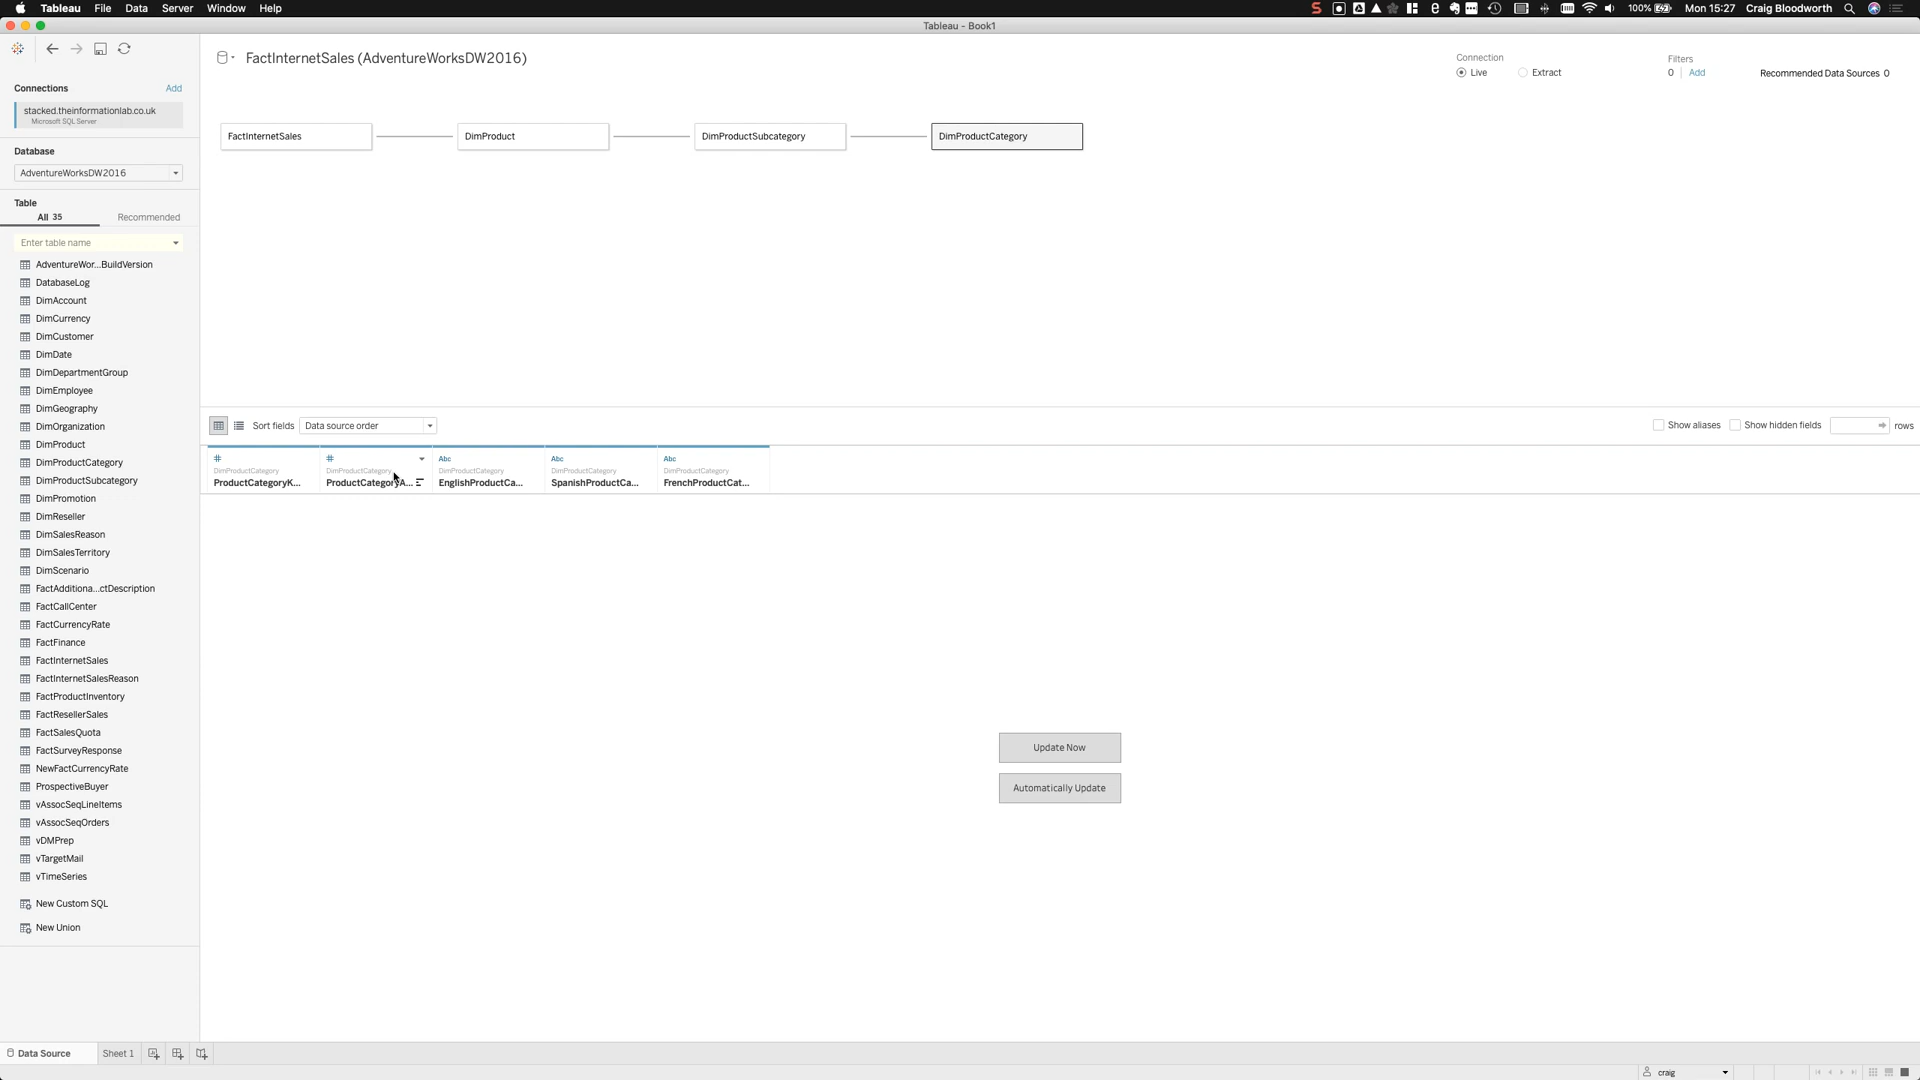 Tableau File Data Server Window Help
100% Mon 15:27 Craig Bloodworth
Tableau - Book1
Connections Add
stacked.theinformationlab.co.uk
Microsoft SQL Server
Database
AdventureWorksDW2016
Table
All 35 Recommended
Enter table name
AdventureWor...BuildVersion
DatabaseLog
DimAccount
DimCurrency
DimCustomer
DimDate
DimDepartmentGroup
DimEmployee
DimGeography
DimOrganization
DimProduct
DimProductCategory
DimProductSubcategory
DimPromotion
DimReseller
DimSalesReason
DimSalesTerritory
DimScenario
FactAdditiona...ctDescription
FactCallCenter
FactCurrencyRate
FactFinance
FactInternetSales
FactInternetSalesReason
FactProductInventory
FactResellerSales
FactSalesQuota
FactSurveyResponse
NewFactCurrencyRate
ProspectiveBuyer
vAssocSeqLineItems
vAssocSeqOrders
vDMPrep
vTargetMail
vTimeSeries
New Custom SQL
New Union
FactInternetSales (AdventureWorksDW2016)
Connection
Live Extract
Filters
0 Add
Recommended Data Sources 0
FactInternetSales DimProduct DimProductSubcategory DimProductCategory
Sort fields Data source order
Show aliases Show hidden fields rows
# # Abc Abc Abc
DimProductCategory DimProductCategory DimProductCategory DimProductCategory DimProductCategory
ProductCategoryK... ProductCategoryA... EnglishProductCa... SpanishProductCa... FrenchProductCat...
Update Now
Automatically Update
Data Source Sheet 1
craig